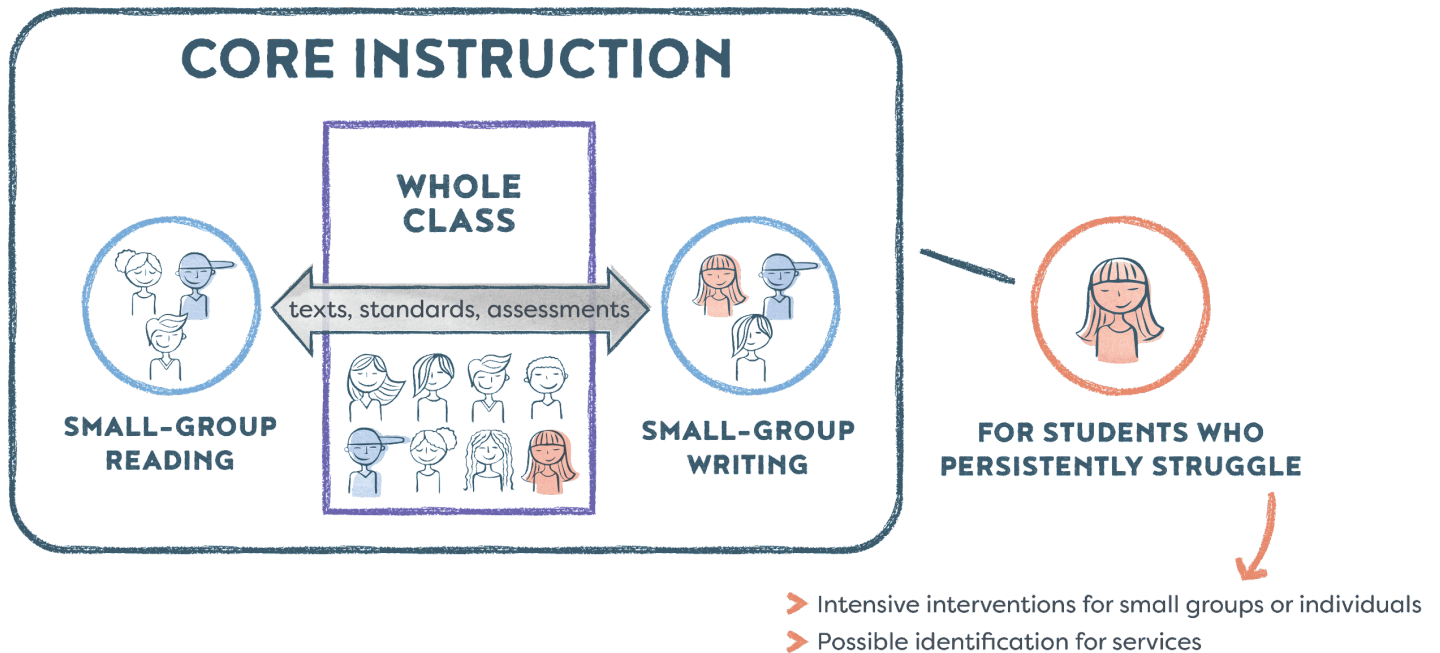 CORE INSTRUCTION
WHOLE
CLASS
texts, standards, assessments
SMALL-GROUP
READING
SMALL-GROUP
WRITING
FOR STUDENTS WHO
PERSISTENTLY STRUGGLE
Intensive interventions for small groups or individuals
Possible identification for services